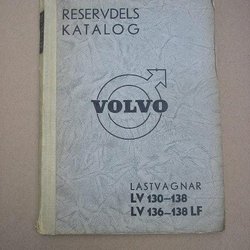 RESERVDELS
KATALOG
VOLVO
LASTVAGNAR
LV 130–138
LV 136–138 LF